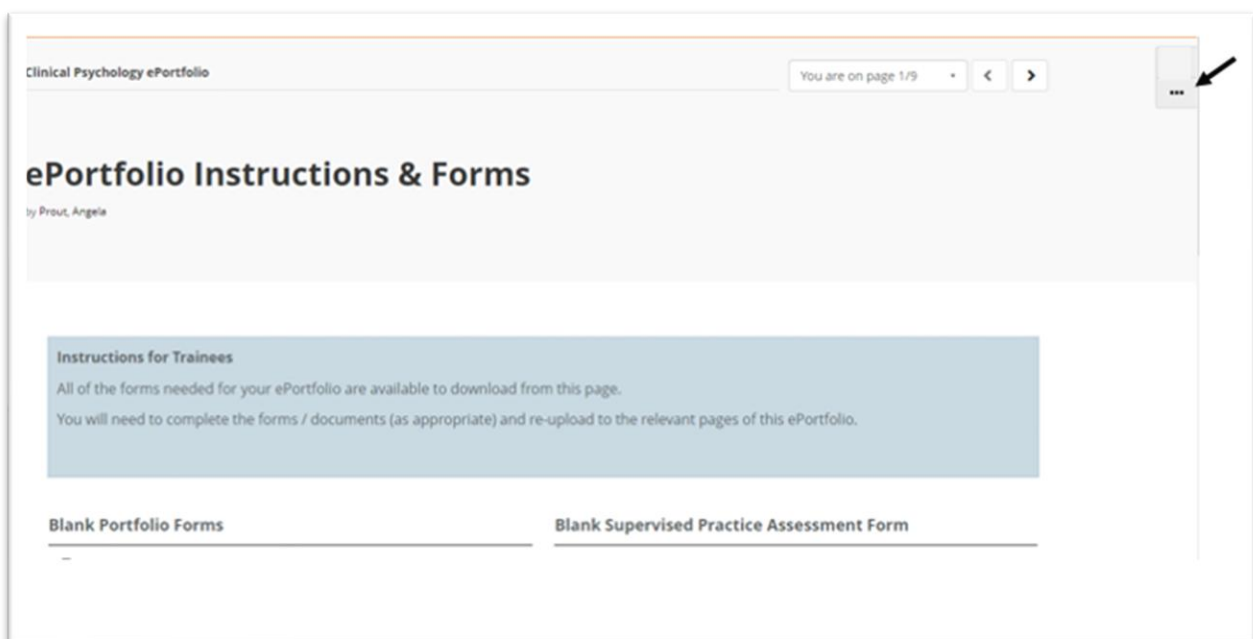 Clinical Psychology ePortfolio
You are on page 1/9
ePortfolio Instructions & Forms
by Prout, Angela
Instructions for Trainees
All of the forms needed for your ePortfolio are available to download from this page.
You will need to complete the forms / documents (as appropriate) and re-upload to the relevant pages of this ePortfolio.
Blank Portfolio Forms
Blank Supervised Practice Assessment Form